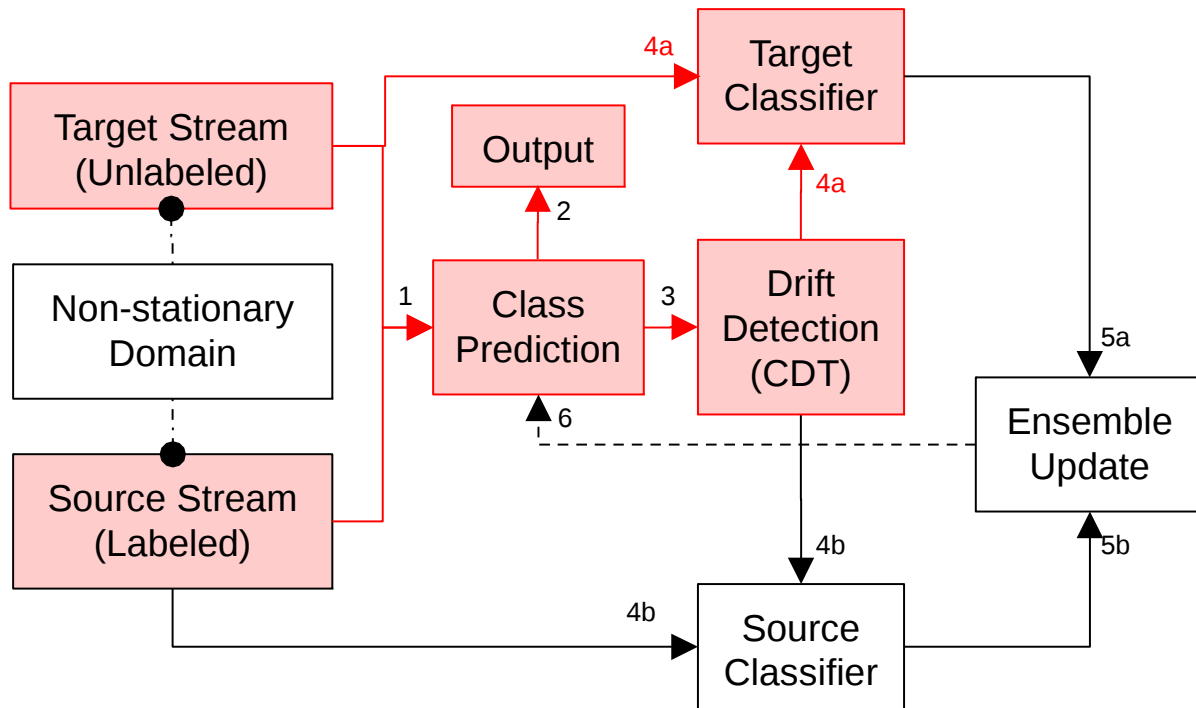 4a
Target
Classifier
Target Stream
(Unlabeled)
Output
4a
2
Non-stationary
Domain
1
Class
Prediction
3
Drift
Detection
(CDT)
5a
6
Ensemble
Update
Source Stream
(Labeled)
4b
5b
4b
Source
Classifier